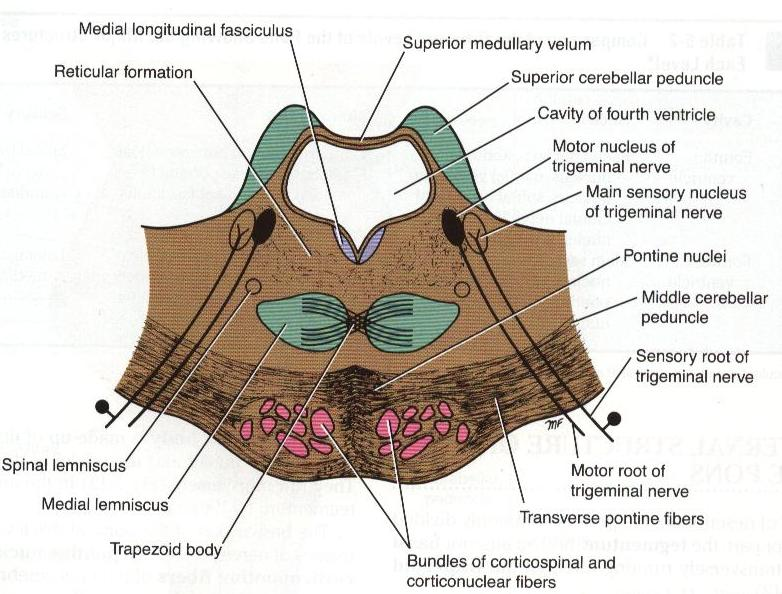 Medial longitudinal fasciculus
Superior medullary velum
Reticular formation
Superior cerebellar peduncle
Cavity of fourth ventricle
Motor nucleus of
trigeminal nerve
Main sensory nucleus
of trigeminal nerve
Pontine nuclei
Middle cerebellar
peduncle
Sensory root of
trigeminal nerve
MF
Spinal lemniscus
Motor root of
trigeminal nerve
Medial lemniscus
Transverse pontine fibers
Trapezoid body
Bundles of corticospinal and
corticonuclear fibers